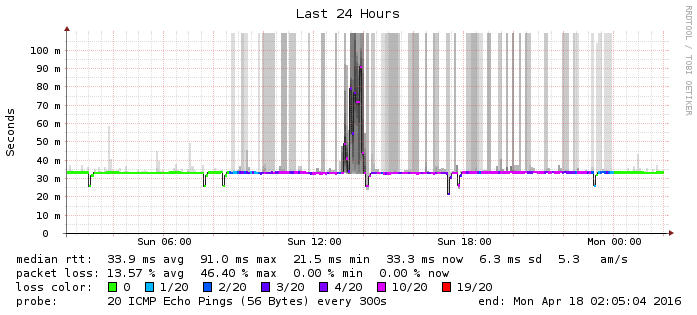 Last 24 Hours
RRDTOOL / TOBI OETIKER
Seconds
100 m
90 m
80 m
70 m
60 m
50 m
40 m
30 m
20 m
10 m
0
Sun 06:00 Sun 12:00 Sun 18:00 Mon 00:00
median rtt: 33.9 ms avg 91.0 ms max 21.5 ms min 33.3 ms now 6.3 ms sd 5.3 am/s
packet loss: 13.57 % avg 46.40 % max 0.00 % min 0.00 % now
loss color: 0 1/20 2/20 3/20 4/20 10/20 19/20
probe: 20 ICMP Echo Pings (56 Bytes) every 300s end: Mon Apr 18 02:05:04 2016